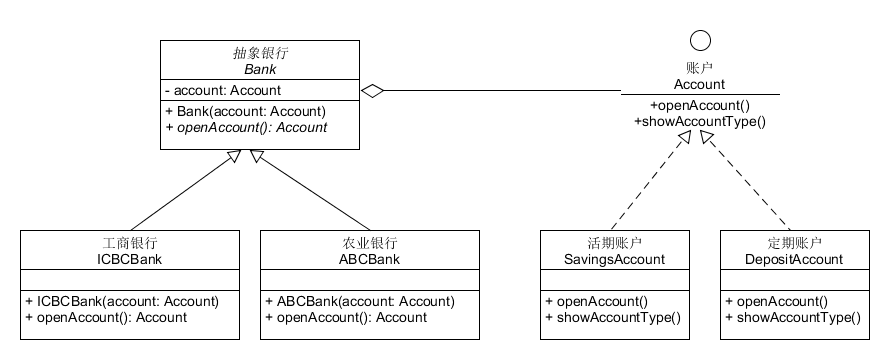 抽象银行
Bank
- account: Account
+ Bank(account: Account)
+ openAccount(): Account
账户
Account
+openAccount()
+showAccountType()
工商银行
ICBCBank
+ ICBCBank(account: Account)
+ openAccount(): Account
农业银行
ABCBank
+ ABCBank(account: Account)
+ openAccount(): Account
活期账户
SavingsAccount
+ openAccount()
+ showAccountType()
定期账户
DepositAccount
+ openAccount()
+ showAccountType()